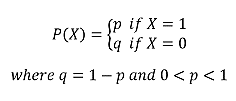 P(X) = {p if X = 1
q if X = 0
where q = 1 − p and 0 < p < 1